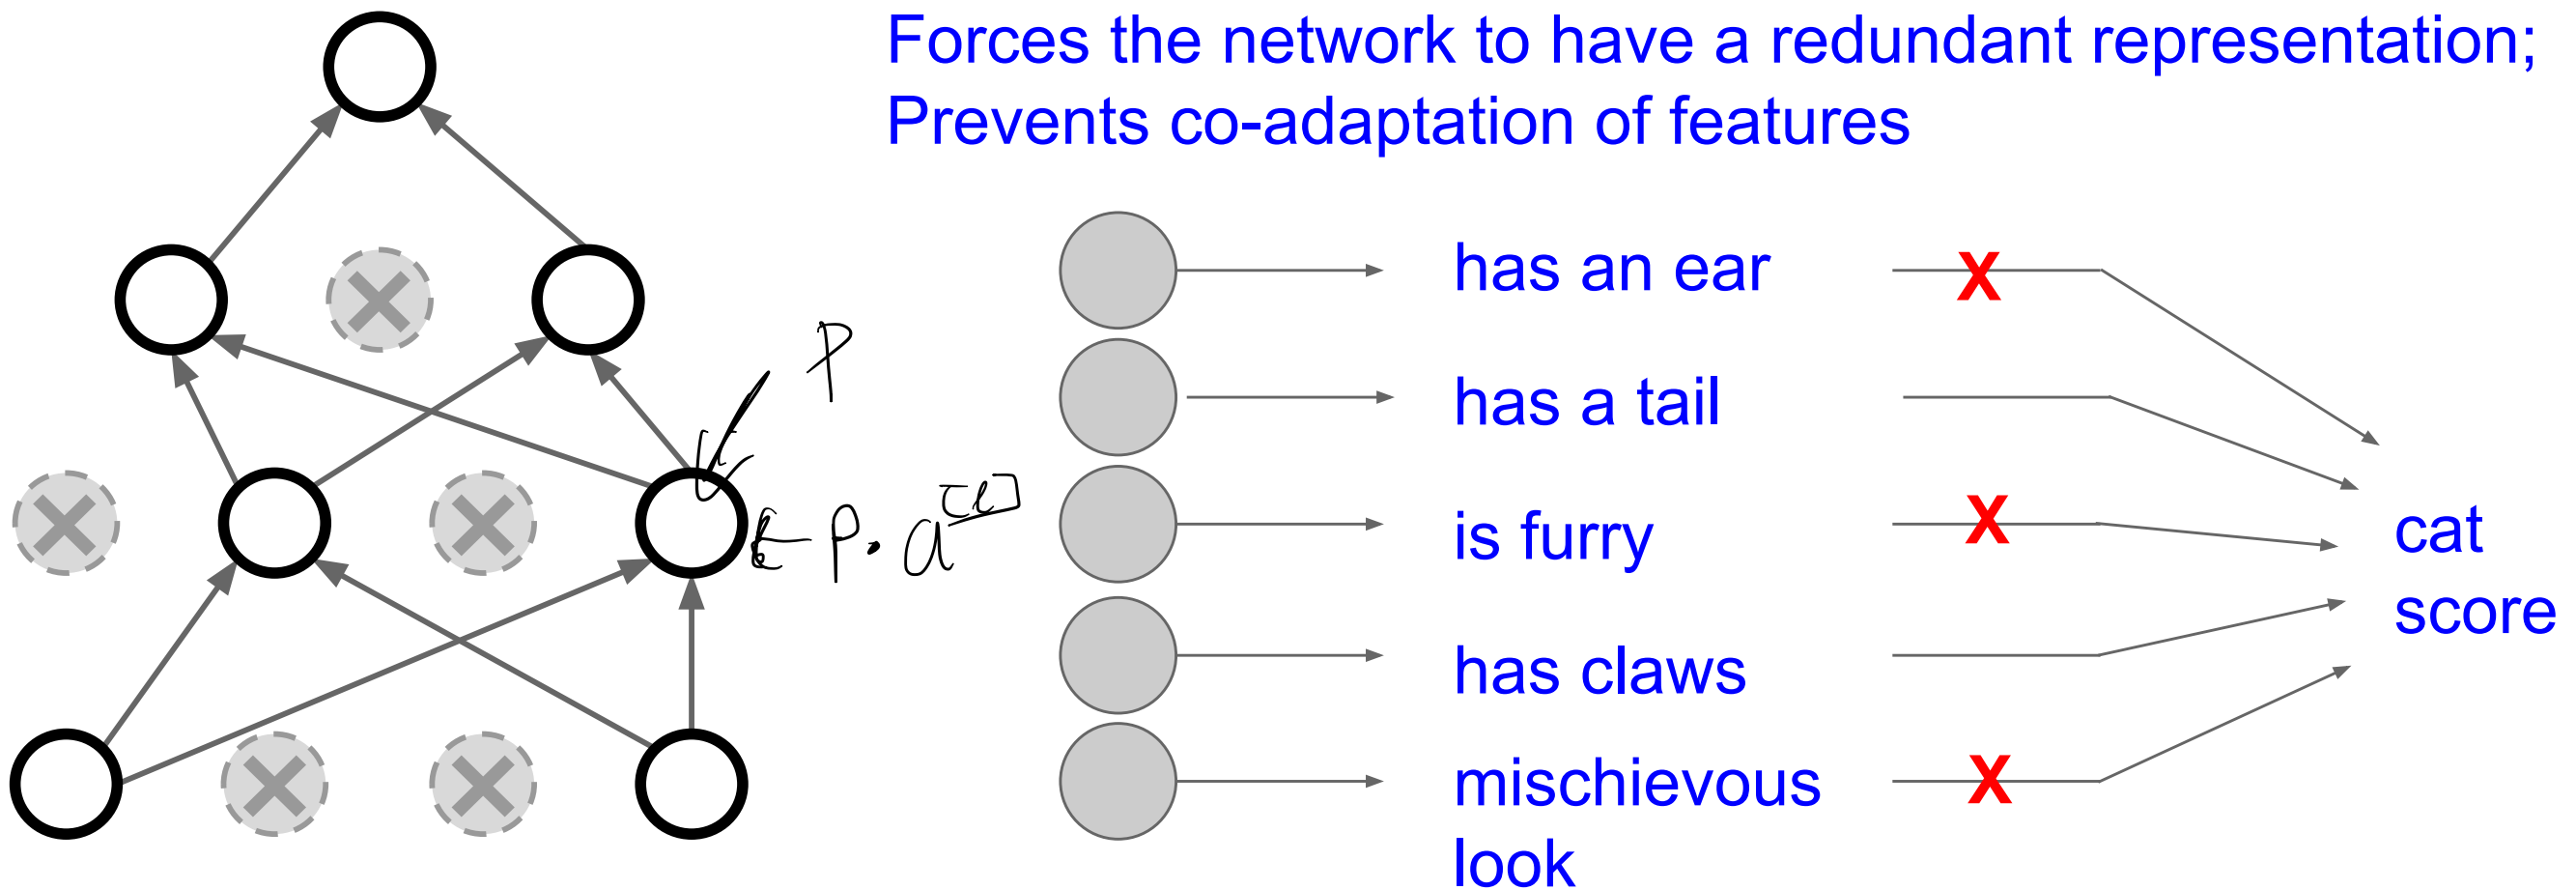 Forces the network to have a redundant representation;
Prevents co-adaptation of features
P
P. a[l]
has an ear
X
has a tail
is furry
X
has claws
mischievous
look
X
cat
score